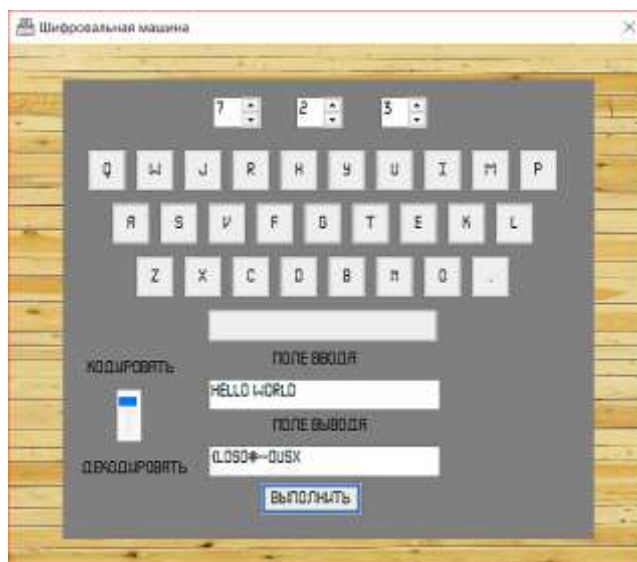 Шифровальная машина
7 2 3
Q W J R H Y U I M P
A S V F G T E K L
Z X C D B N O .
ПОЛЕ ВВОДА
КОДИРОВАТЬ
HELLO WORLD
ПОЛЕ ВЫВОДА
ДЕКОДИРОВАТЬ
ВЫПОЛНИТЬ